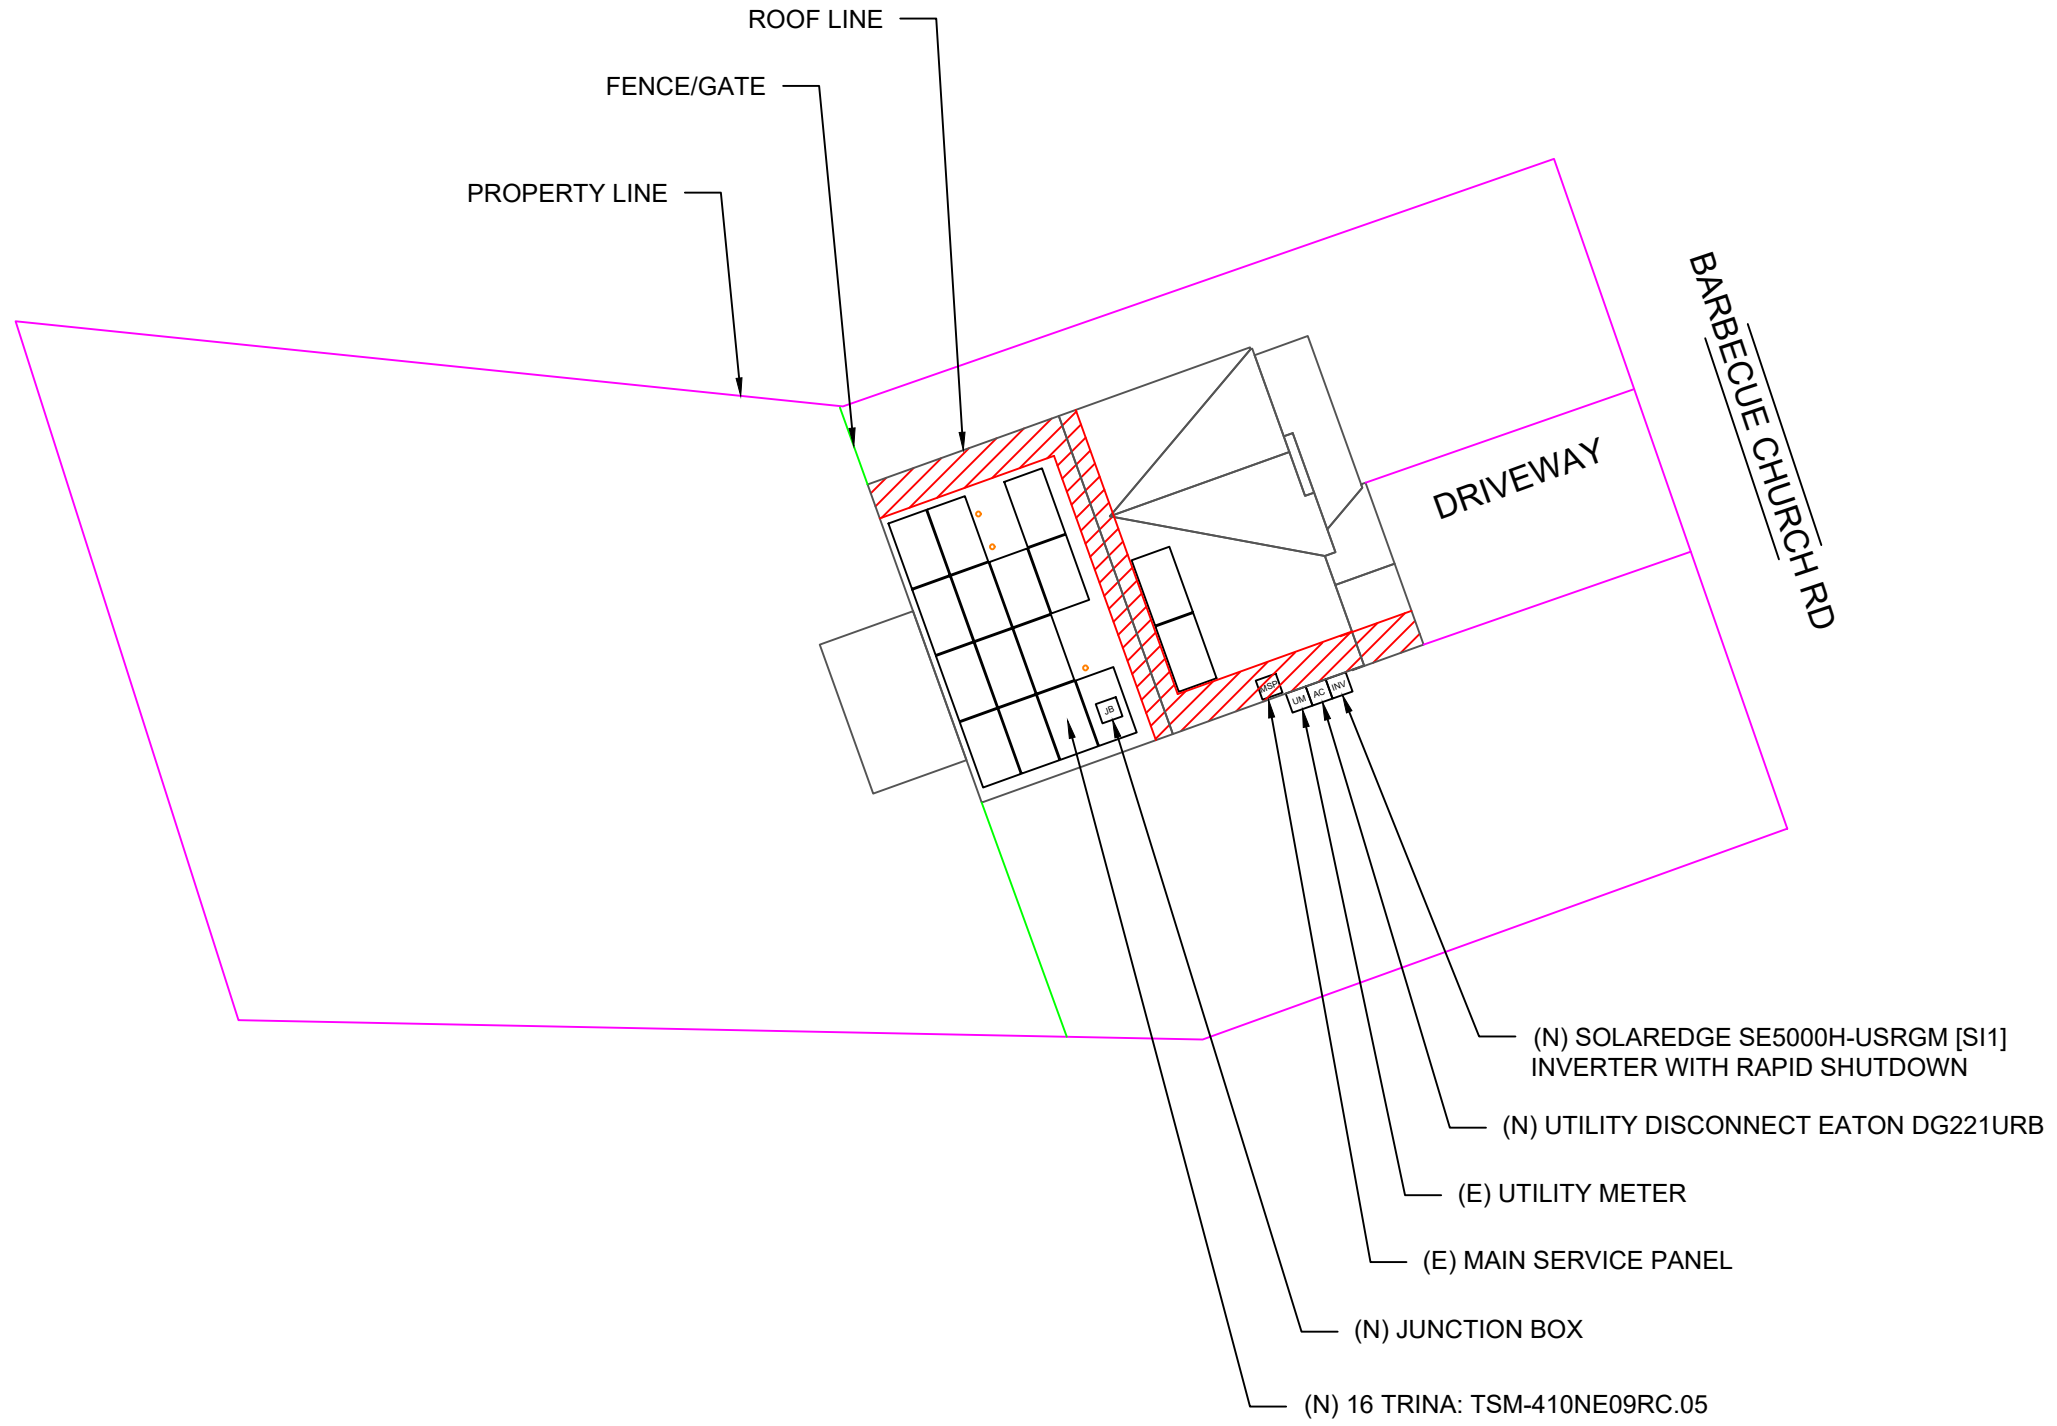 ROOF LINE
FENCE/GATE
PROPERTY LINE
BARBECUE CHURCH RD
DRIVEWAY
MSP
UM
AC
INV
JB
(N) SOLAREDGE SE5000H-USRGM [SI1]
INVERTER WITH RAPID SHUTDOWN
(N) UTILITY DISCONNECT EATON DG221URB
(E) UTILITY METER
(E) MAIN SERVICE PANEL
(N) JUNCTION BOX
(N) 16 TRINA: TSM-410NE09RC.05